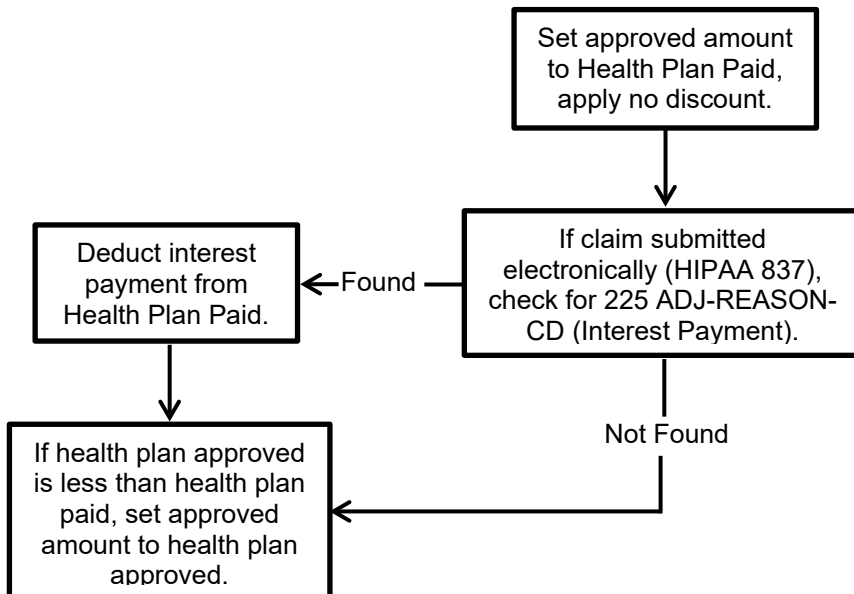 Set approved amount
to Health Plan Paid,
apply no discount.
If claim submitted
electronically (HIPAA 837),
check for 225 ADJ-REASON-
CD (Interest Payment).
Found
Deduct interest
payment from
Health Plan Paid.
Not Found
If health plan approved
is less than health plan
paid, set approved
amount to health plan
approved.